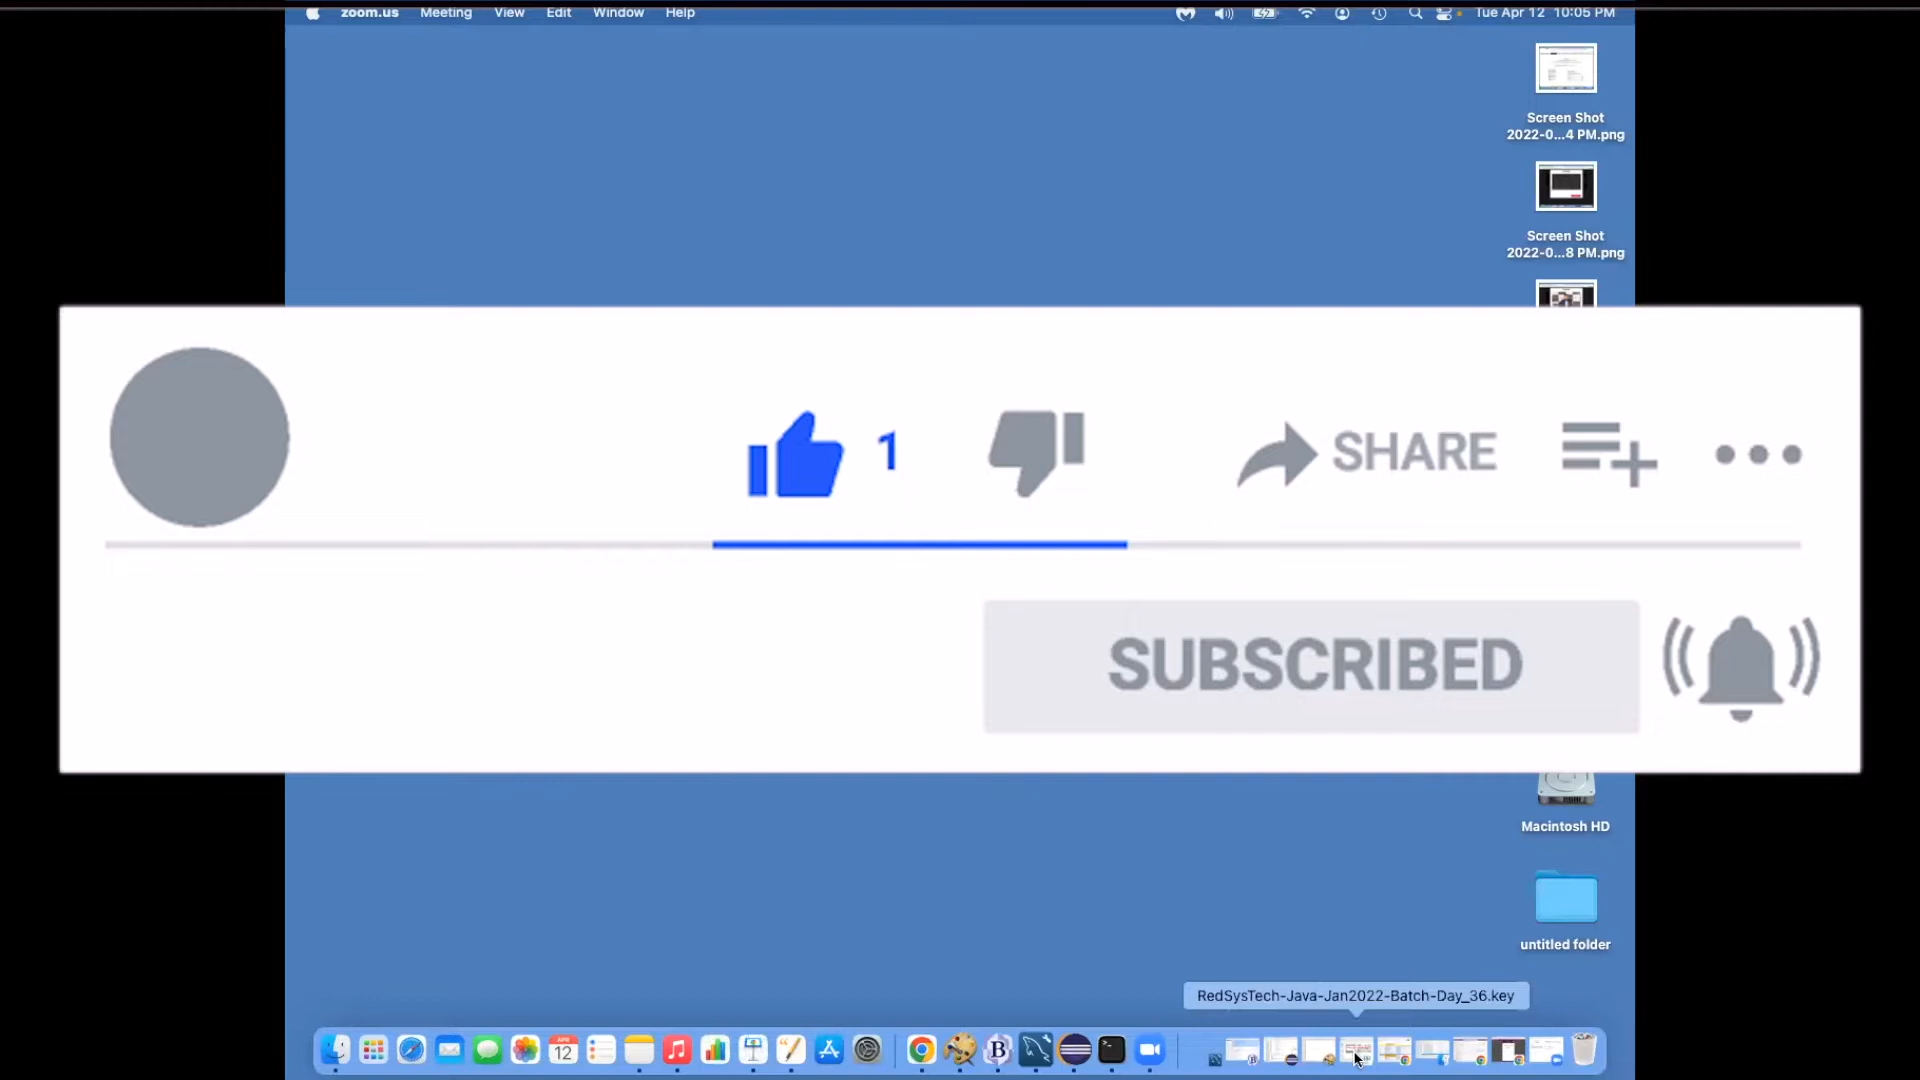 zoom.us Meeting View Edit Window Help Tue Apr 12 10:05 PM
Screen Shot
2022-0...4 PM.png
Screen Shot
2022-0...8 PM.png
1 SHARE
SUBSCRIBED
Macintosh HD
untitled folder
RedSysTech-Java-Jan2022-Batch-Day_36.key
APR
12